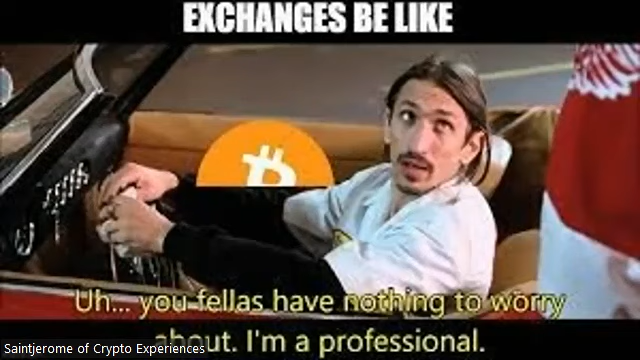 EXCHANGES BE LIKE
₿
Uh... you fellas have nothing to worry
about. I'm a professional.
Saintjerome of Crypto Experiences